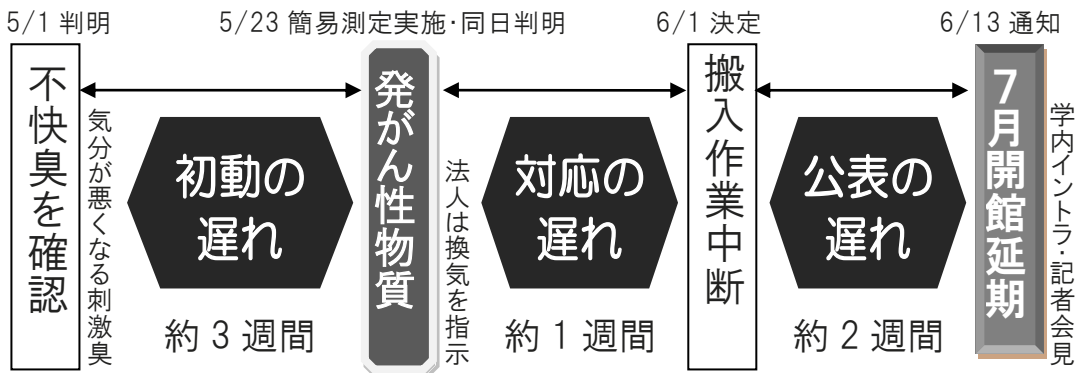 5/1 判明
5/23 簡易測定実施・同日判明
6/1 決定
6/13 通知
不快臭を確認
気分が悪くなる刺激臭
初動の
遅れ
約 3 週間
発がん性物質
法人は換気を指示
対応の
遅れ
約 1 週間
搬入作業中断
公表の
遅れ
約 2 週間
7月開館延期
学内イントラ・記者会見